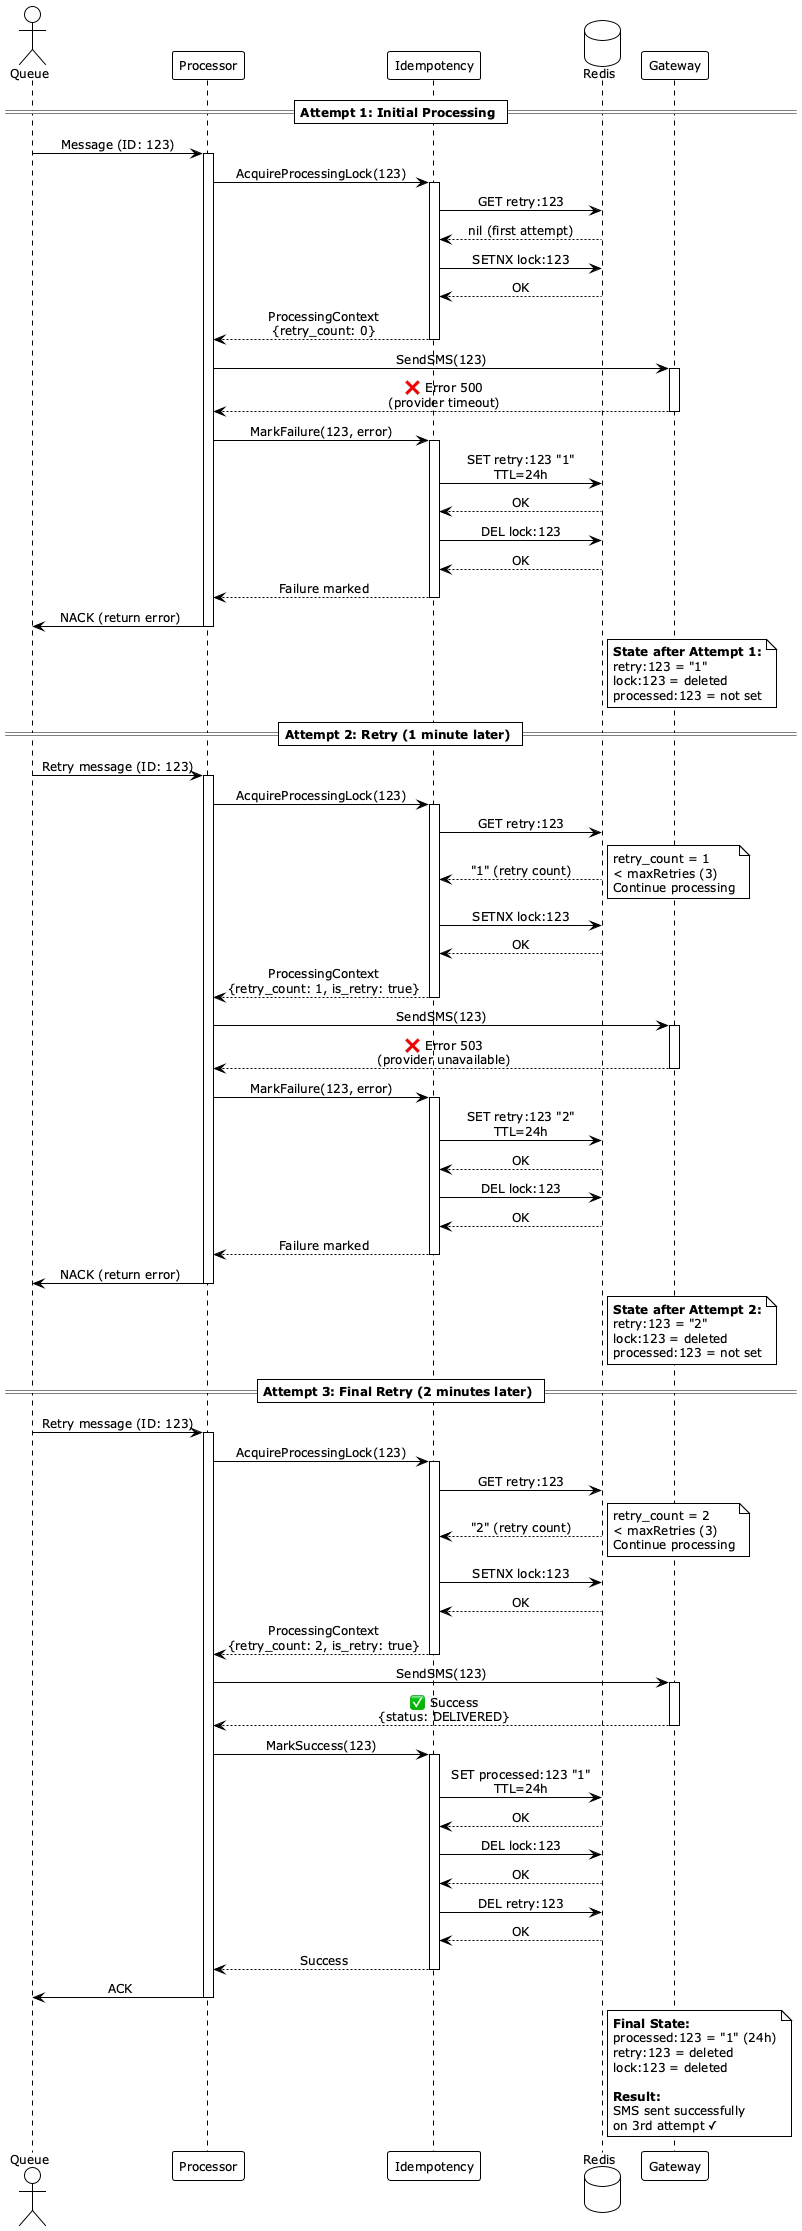 Queue
Processor
Idempotency
Redis
Gateway
Attempt 1: Initial Processing
Message (ID: 123)
AcquireProcessingLock(123)
GET retry:123
nil (first attempt)
SETNX lock:123
OK
ProcessingContext
{retry_count: 0}
SendSMS(123)
❌ Error 500
(provider timeout)
MarkFailure(123, error)
SET retry:123 "1"
TTL=24h
OK
DEL lock:123
OK
Failure marked
NACK (return error)
State after Attempt 1:
retry:123 = "1"
lock:123 = deleted
processed:123 = not set
Attempt 2: Retry (1 minute later)
Retry message (ID: 123)
AcquireProcessingLock(123)
GET retry:123
"1" (retry count)
retry_count = 1
< maxRetries (3)
Continue processing
SETNX lock:123
OK
ProcessingContext
{retry_count: 1, is_retry: true}
SendSMS(123)
❌ Error 503
(provider unavailable)
MarkFailure(123, error)
SET retry:123 "2"
TTL=24h
OK
DEL lock:123
OK
Failure marked
NACK (return error)
State after Attempt 2:
retry:123 = "2"
lock:123 = deleted
processed:123 = not set
Attempt 3: Final Retry (2 minutes later)
Retry message (ID: 123)
AcquireProcessingLock(123)
GET retry:123
"2" (retry count)
retry_count = 2
< maxRetries (3)
Continue processing
SETNX lock:123
OK
ProcessingContext
{retry_count: 2, is_retry: true}
SendSMS(123)
✅ Success
{status: DELIVERED}
MarkSuccess(123)
SET processed:123 "1"
TTL=24h
OK
DEL lock:123
OK
DEL retry:123
OK
Success
ACK
Final State:
processed:123 = "1" (24h)
retry:123 = deleted
lock:123 = deleted
Result:
SMS sent successfully
on 3rd attempt ✓
Queue
Processor
Idempotency
Redis
Gateway